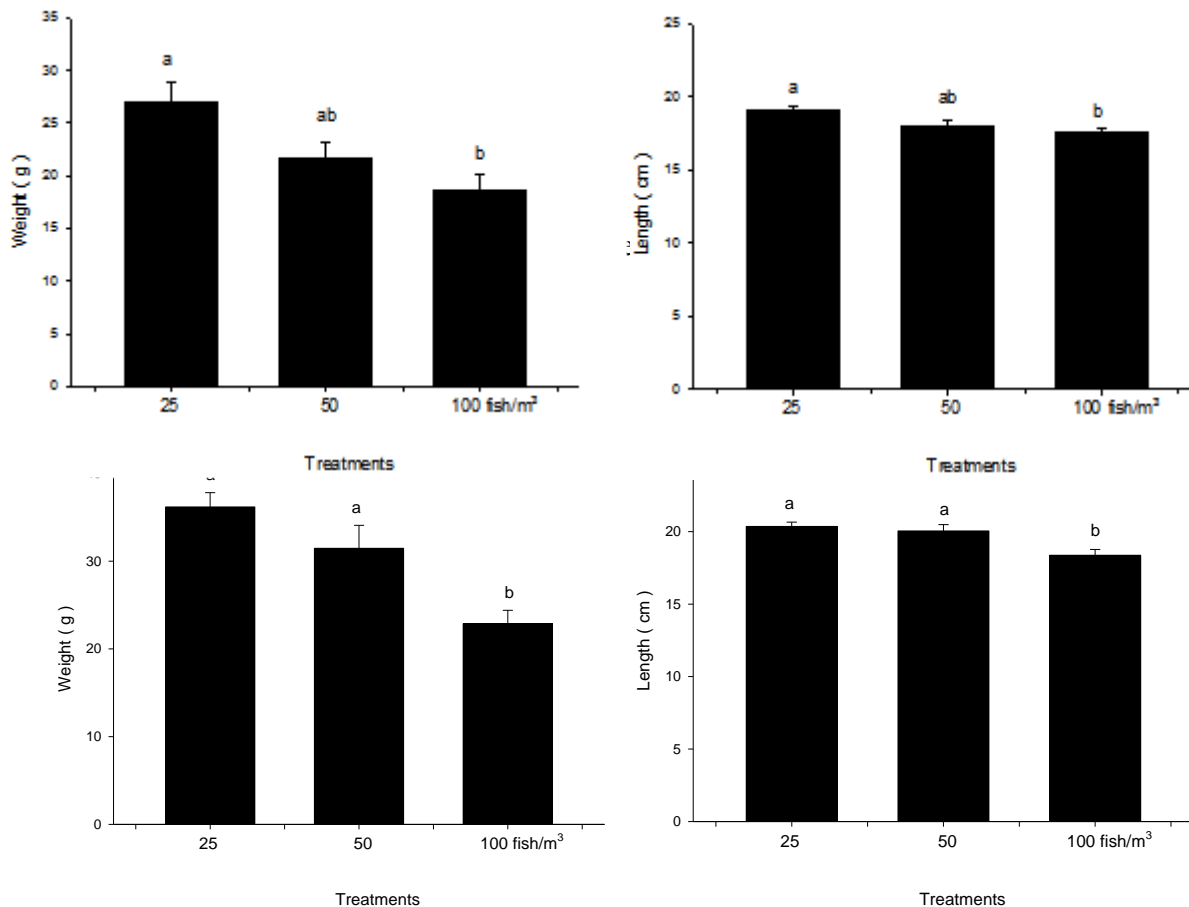 35
30
25
20
15
10
5
0
Weight ( g )
a
ab
b
25
50
100 fish/m³
Treatments
25
20
15
10
5
0
Length ( cm )
a
ab
b
25
50
100 fish/m³
Treatments
30
20
10
0
Weight ( g )
a
a
b
25
50
100 fish/m³
Treatments
20
15
10
5
0
Length ( cm )
a
a
b
25
50
100 fish/m³
Treatments